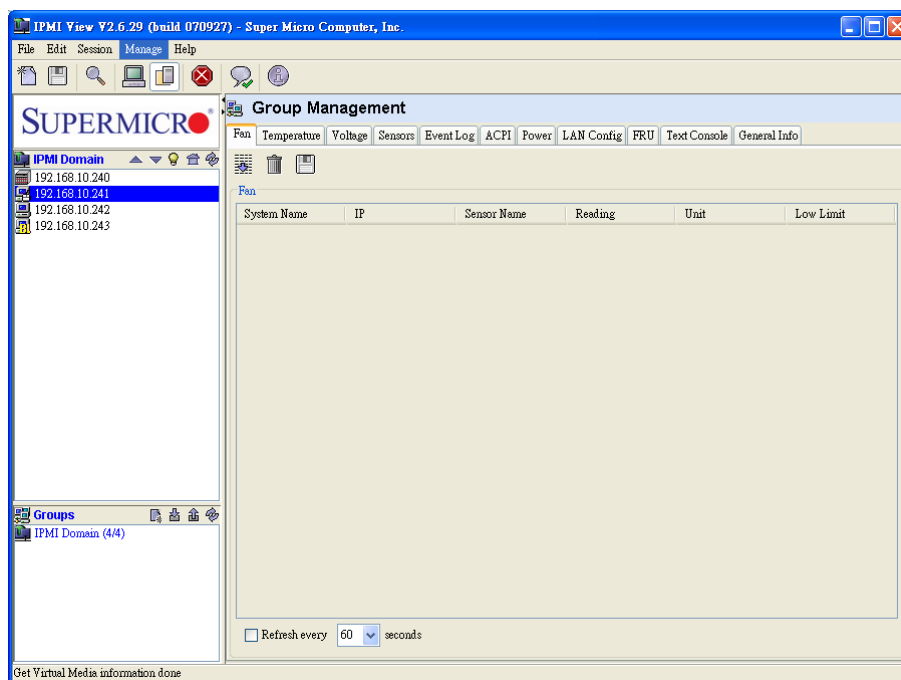 IPMI View V2.6.29 (build 070927) - Super Micro Computer, Inc.
File Edit Session Manage Help
SUPERMICRO
Group Management
Fan Temperature Voltage Sensors Event Log ACPI Power LAN Config FRU Text Console General Info
IPMI Domain
192.168.10.240
192.168.10.241
192.168.10.242
192.168.10.243
Fan
System Name IP Sensor Name Reading Unit Low Limit
Groups
IPMI Domain (4/4)
Refresh every 60 seconds
Get Virtual Media information done